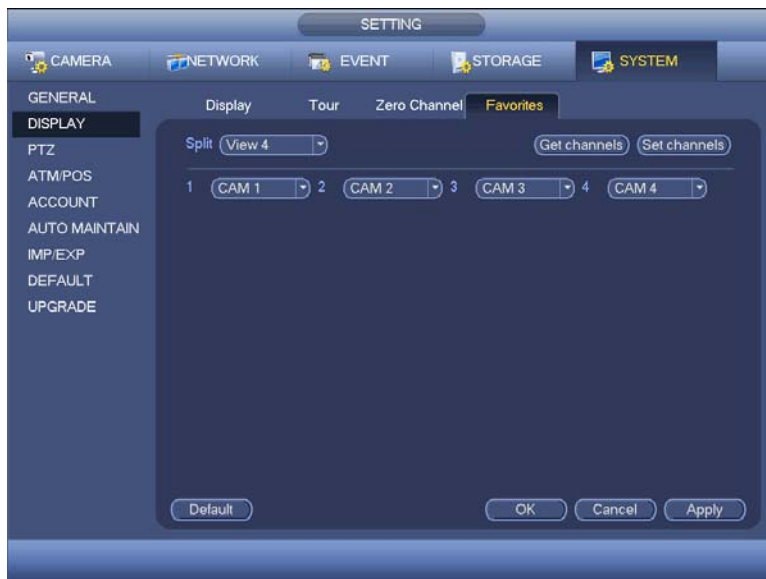 SETTING
CAMERA NETWORK EVENT STORAGE SYSTEM
GENERAL
DISPLAY
PTZ
ATM/POS
ACCOUNT
AUTO MAINTAIN
IMP/EXP
DEFAULT
UPGRADE
Display Tour Zero Channel Favorites
Split View 4 Get channels Set channels
1 CAM 1 2 CAM 2 3 CAM 3 4 CAM 4
Default OK Cancel Apply